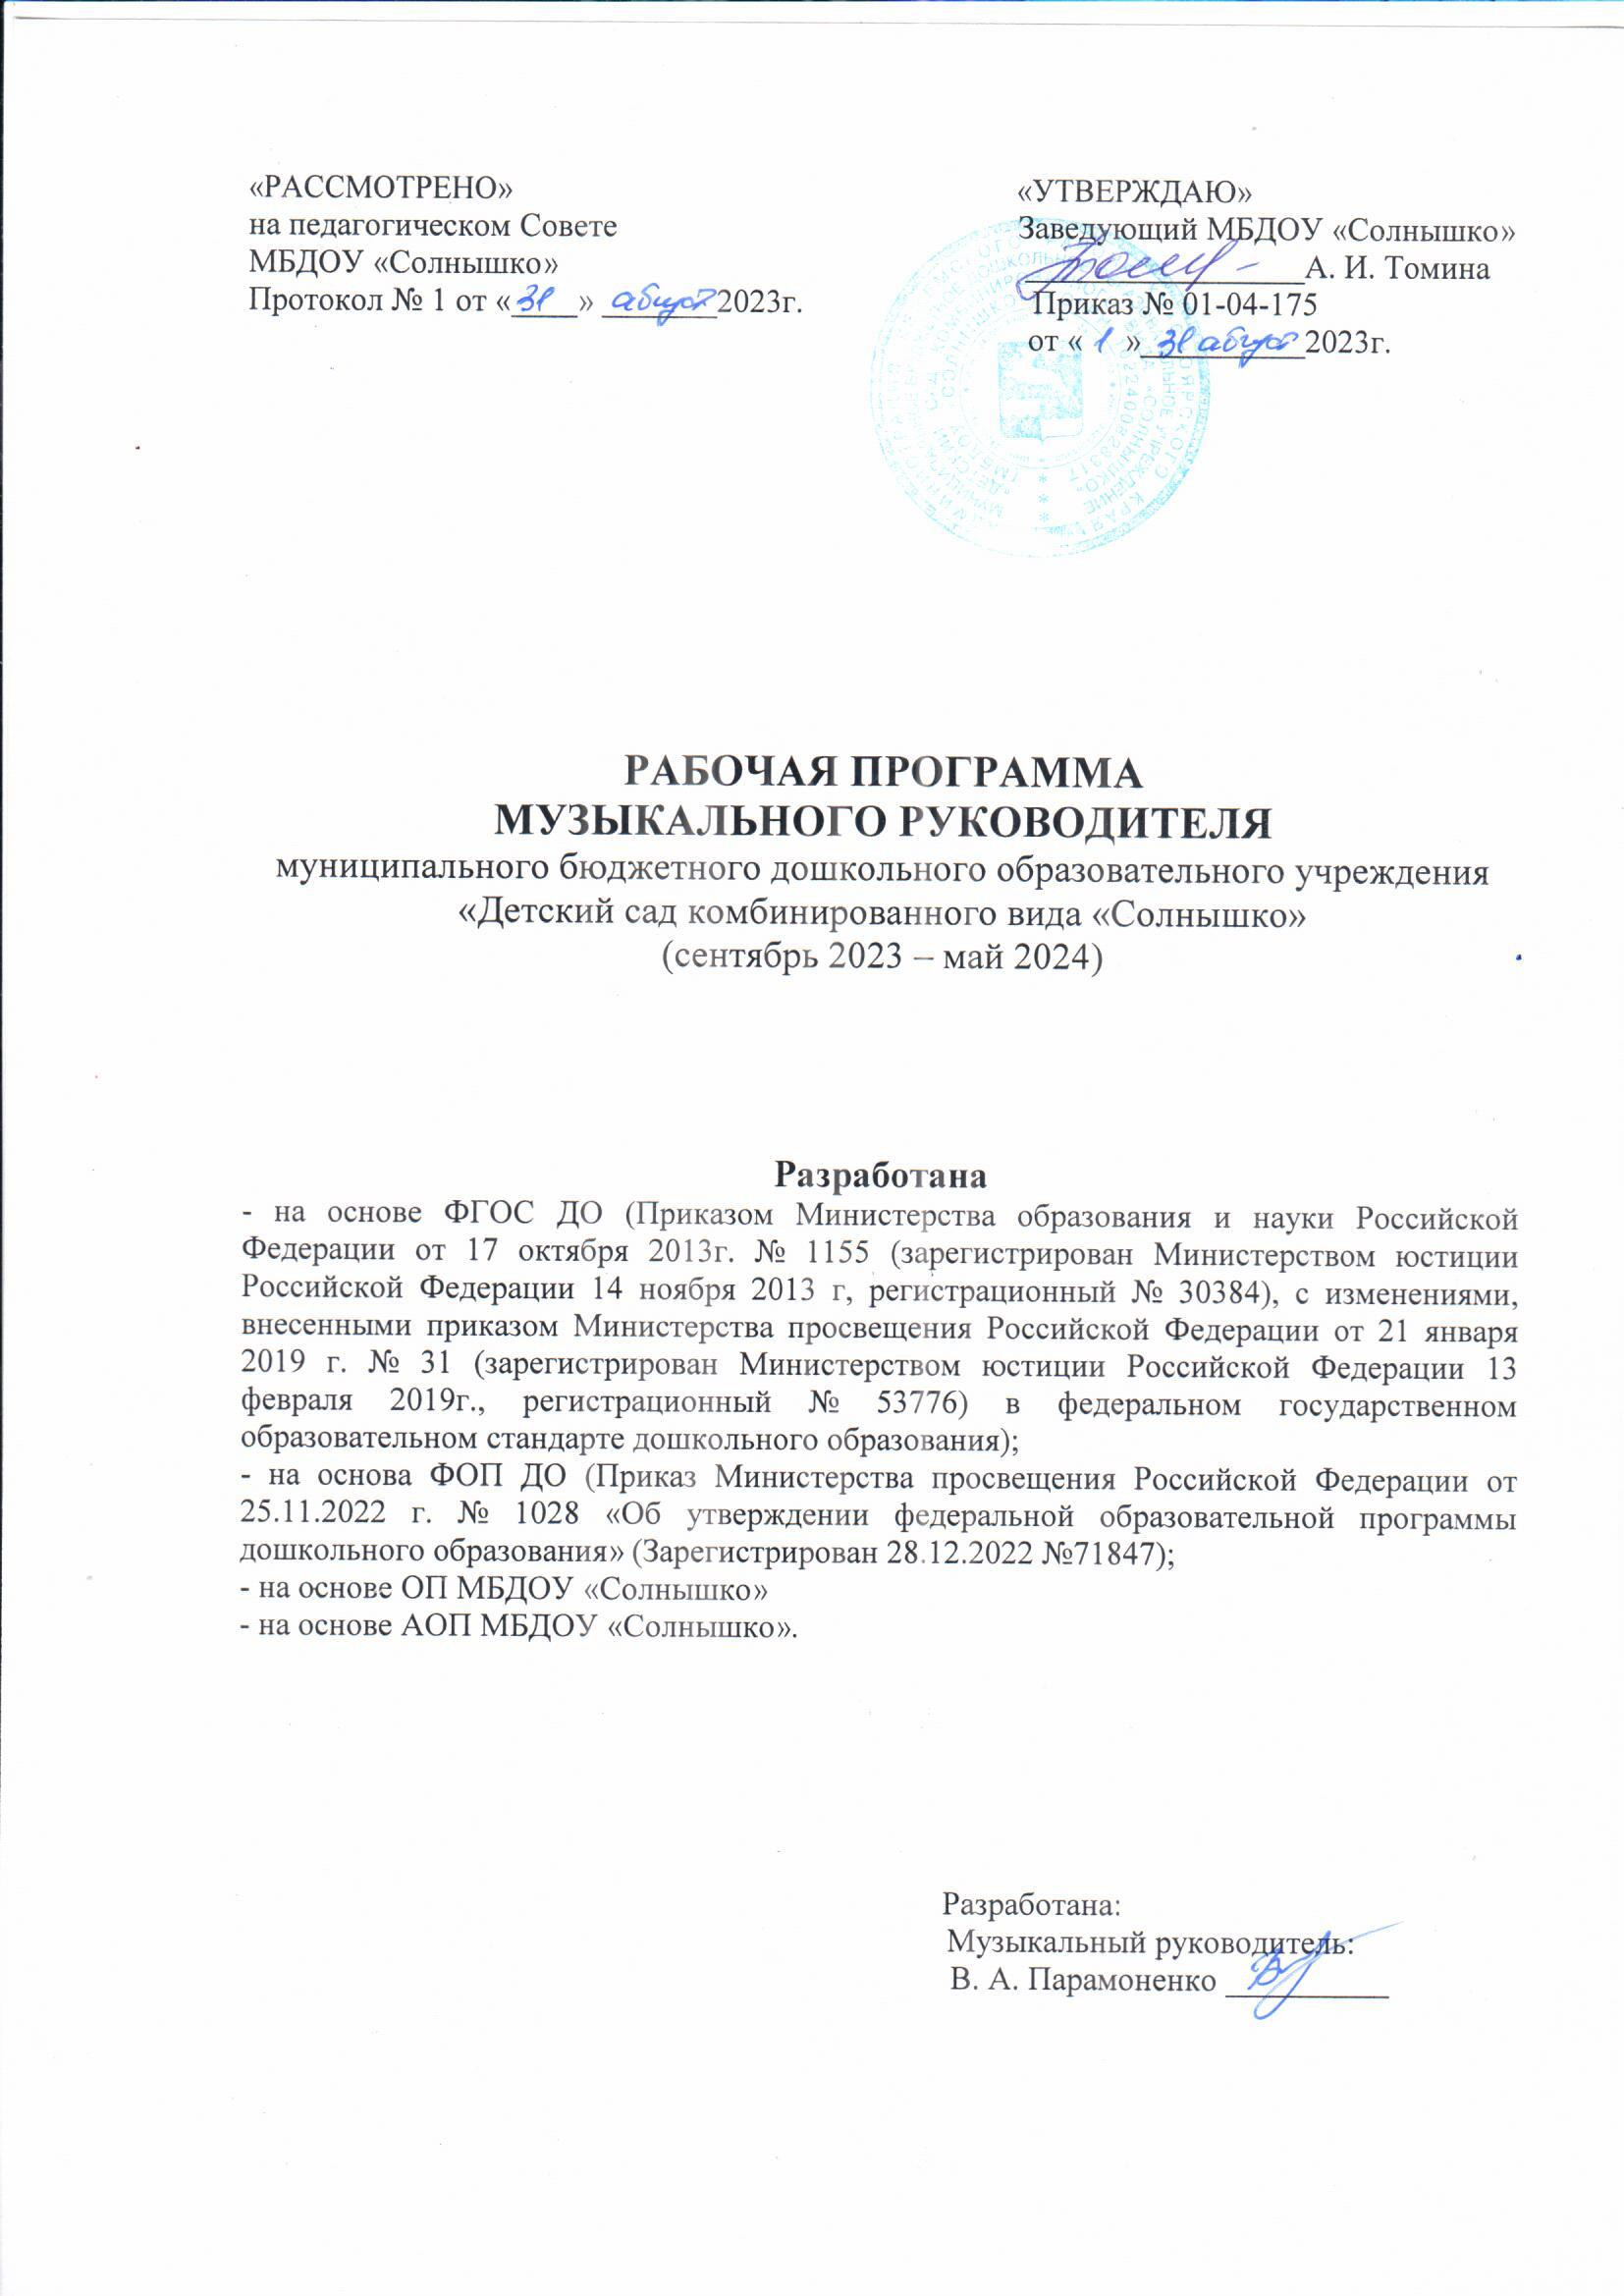 «РАССМОТРЕНО»
на педагогическом Совете
МБДОУ «Солнышко»
Протокол № 1 от «31» август 2023г.
«УТВЕРЖДАЮ»
Заведующий МБДОУ «Солнышко»
А. И. Томина
Приказ № 01-04-175
от « 1 » 31 август 2023г.
РАБОЧАЯ ПРОГРАММА
МУЗЫКАЛЬНОГО РУКОВОДИТЕЛЯ
муниципального бюджетного дошкольного образовательного учреждения
«Детский сад комбинированного вида «Солнышко»
(сентябрь 2023 – май 2024)
Разработана
- на основе ФГОС ДО (Приказом Министерства образования и науки Российской
Федерации от 17 октября 2013г. № 1155 (зарегистрирован Министерством юстиции
Российской Федерации 14 ноября 2013 г, регистрационный № 30384), с изменениями,
внесенными приказом Министерства просвещения Российской Федерации от 21 января
2019 г. № 31 (зарегистрирован Министерством юстиции Российской Федерации 13
февраля 2019г., регистрационный № 53776) в федеральном государственном
образовательном стандарте дошкольного образования);
- на основа ФОП ДО (Приказ Министерства просвещения Российской Федерации от
25.11.2022 г. № 1028 «Об утверждении федеральной образовательной программы
дошкольного образования» (Зарегистрирован 28.12.2022 №71847);
- на основе ОП МБДОУ «Солнышко»
- на основе АОП МБДОУ «Солнышко».
Разработана:
Музыкальный руководитель:
В. А. Парамоненко